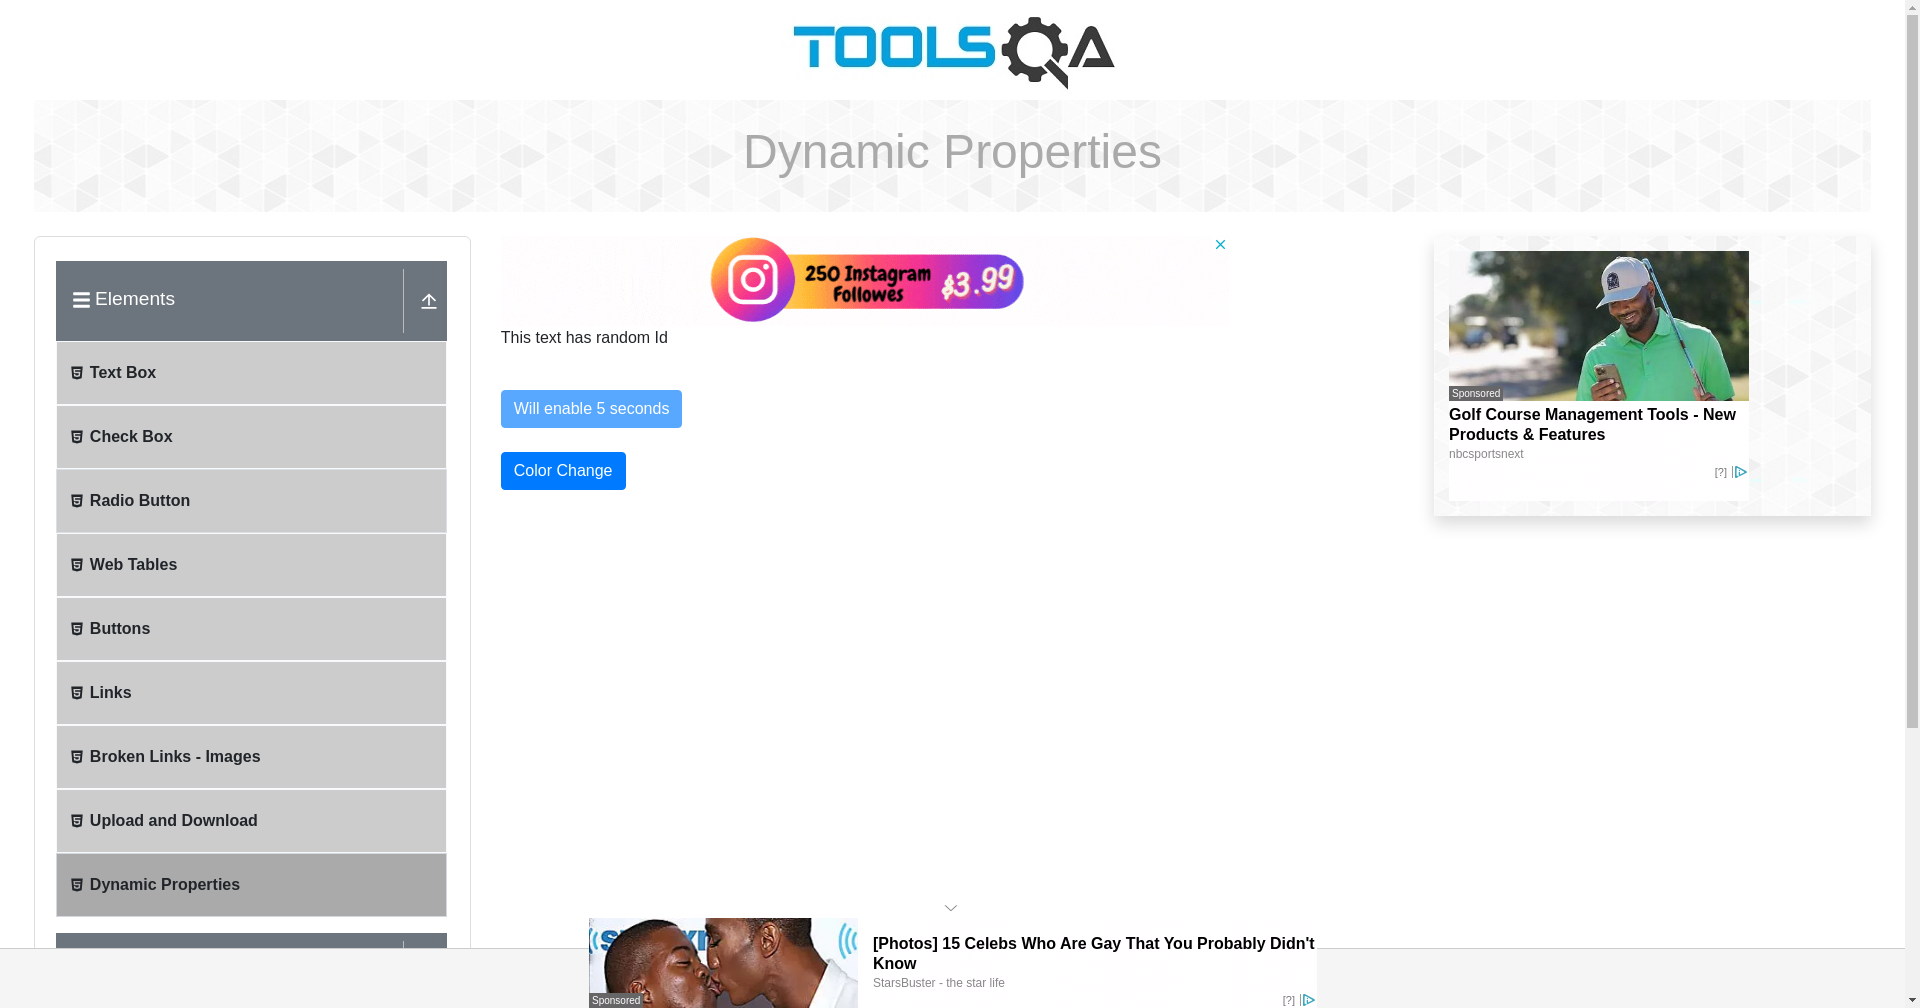 TOOLSQA
Dynamic Properties
Elements
Text Box
Check Box
Radio Button
Web Tables
Buttons
Links
Broken Links - Images
Upload and Download
Dynamic Properties
250 Instagram
Followes
$3.99
This text has random Id
Will enable 5 seconds
Color Change
Sponsored
Golf Course Management Tools - New
Products & Features
nbcsportsnext
[?]
Sponsored
[Photos] 15 Celebs Who Are Gay That You Probably Didn't
Know
StarsBuster - the star life
[?]